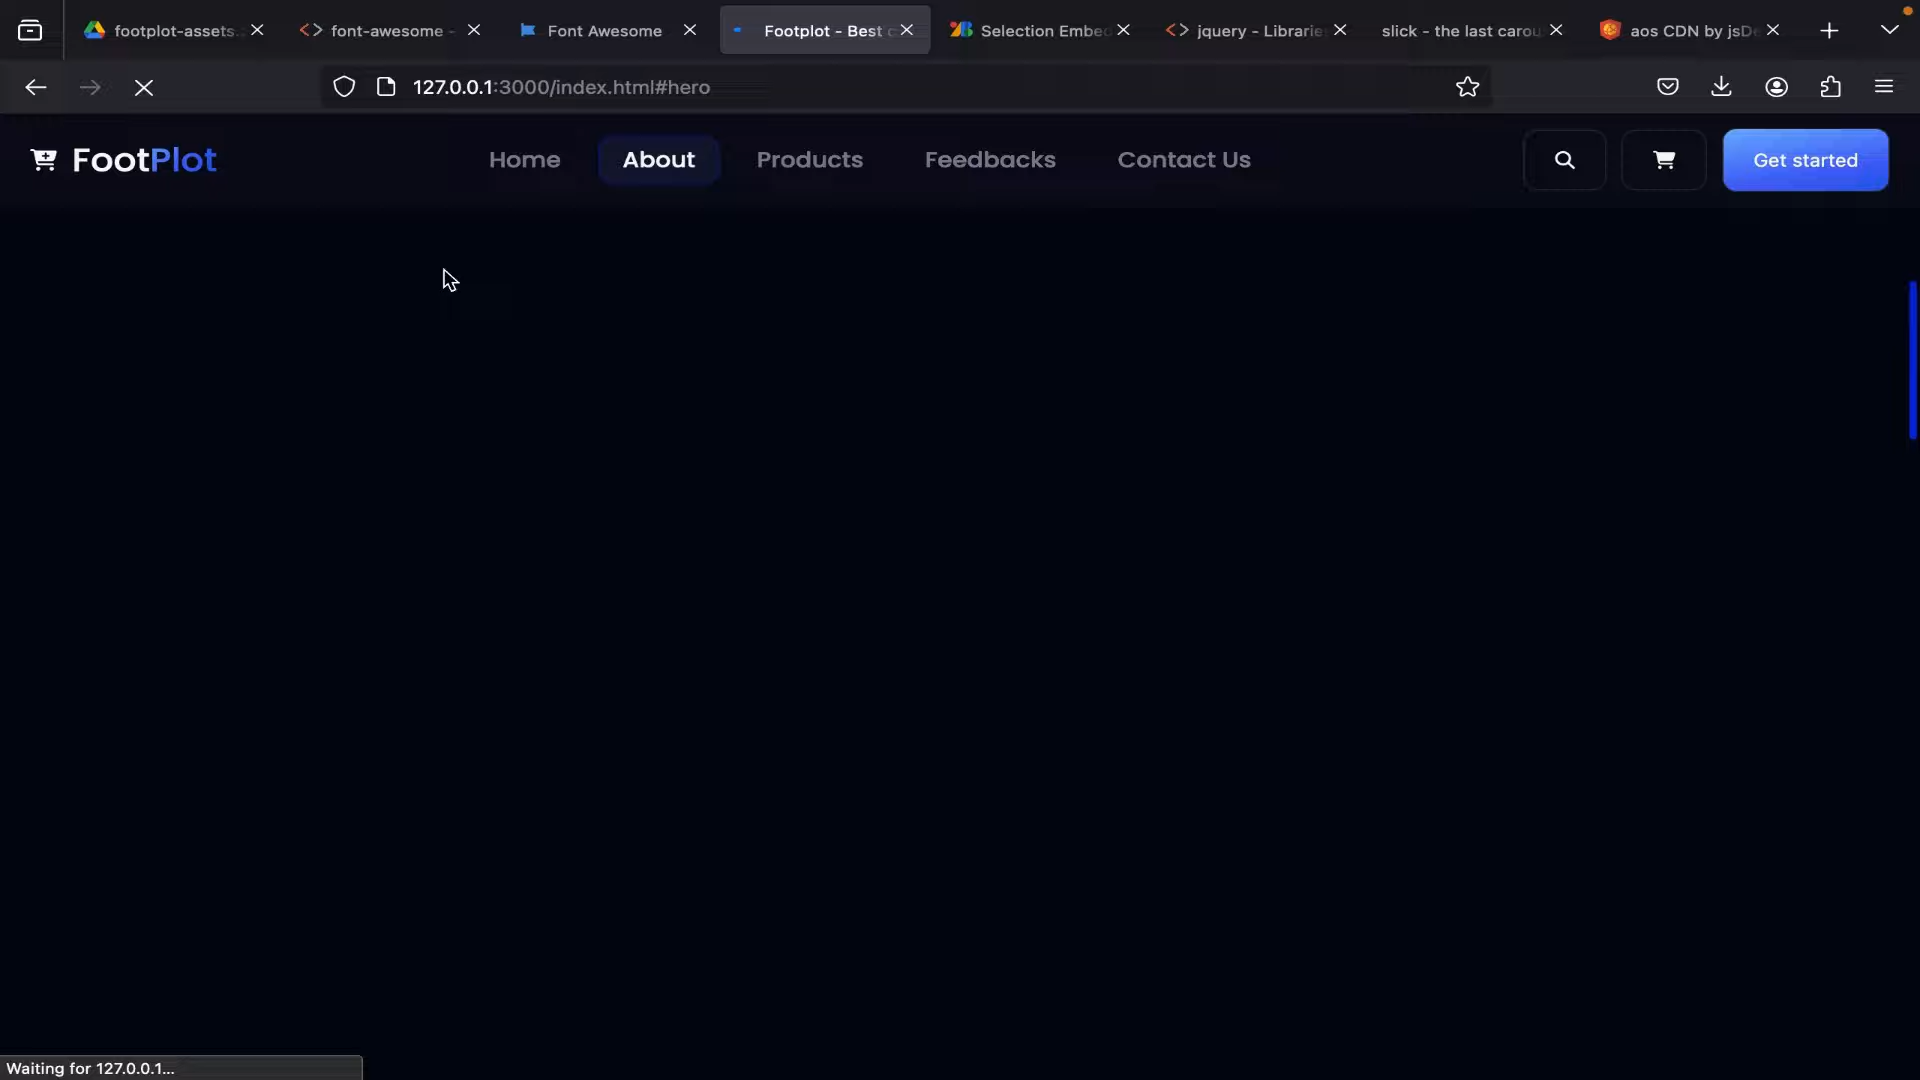 footplot-assets
font-awesome -
Font Awesome
Footplot - Best c
Selection Embed
jquery - Librarie
slick - the last carou
aos CDN by jsDe
127.0.0.1:3000/index.html#hero
FootPlot
Home
About
Products
Feedbacks
Contact Us
Get started
Waiting for 127.0.0.1...